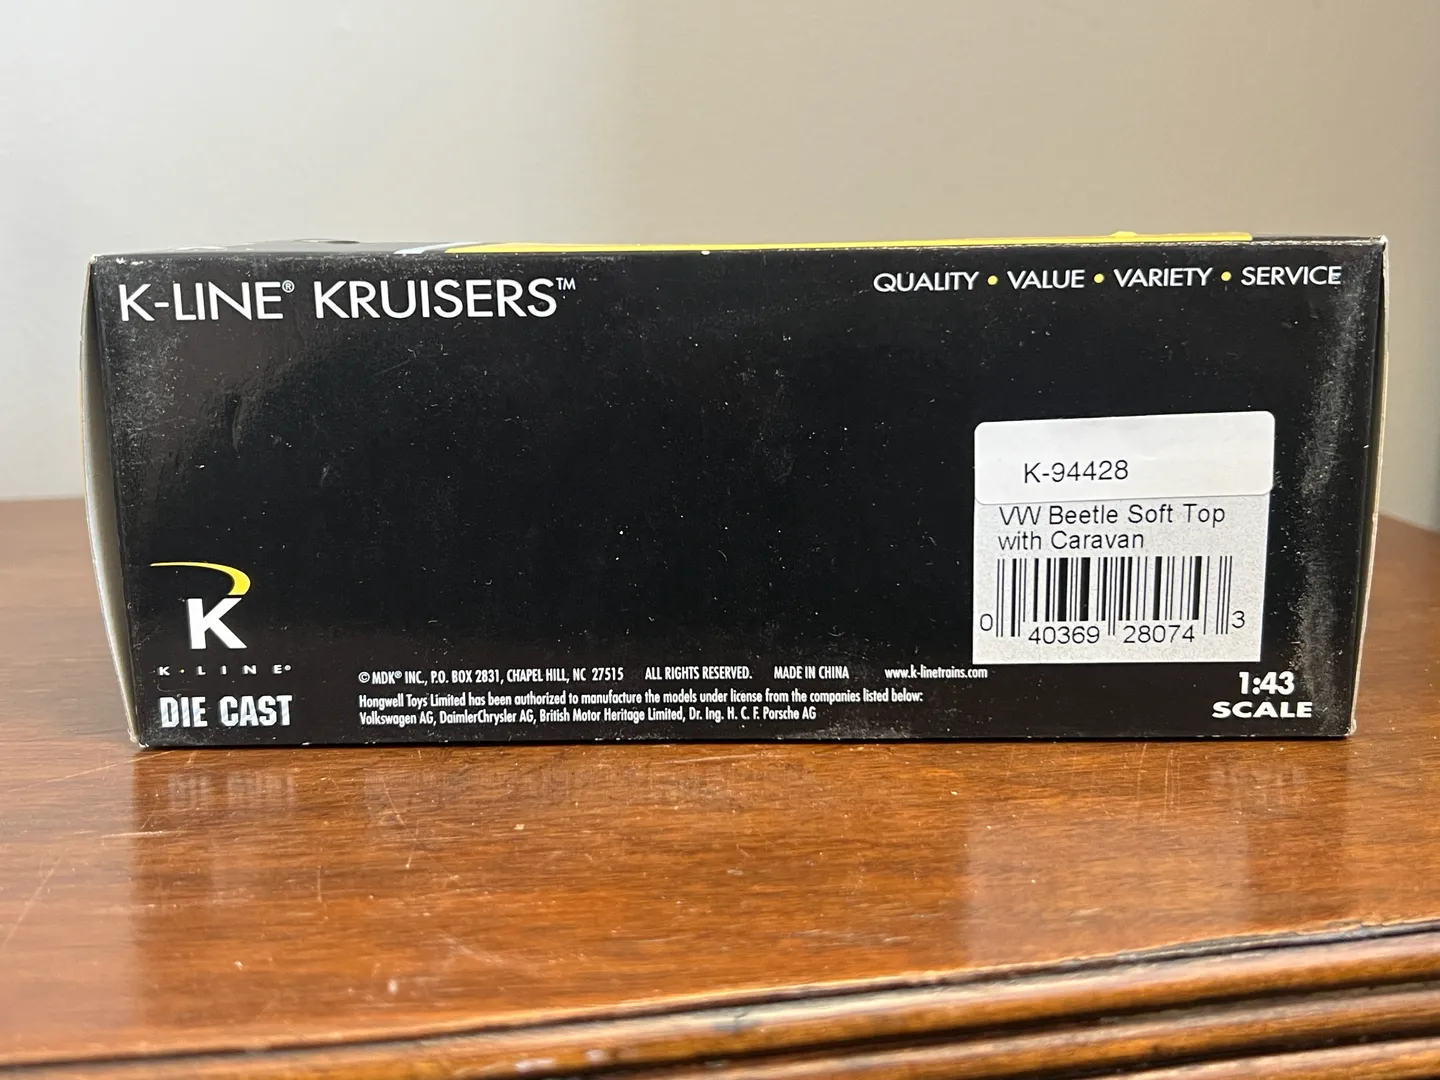 K-LINE® KRUISERS™
QUALITY • VALUE • VARIETY • SERVICE
K-94428
VW Beetle Soft Top
with Caravan
0 40369 28074 3
K
K·LINE®
DIE CAST
© MDK® INC., P.O. BOX 2831, CHAPEL HILL, NC 27515 ALL RIGHTS RESERVED. MADE IN CHINA www.k-linetrains.com
Hongwell Toys Limited has been authorized to manufacture the models under license from the companies listed below:
Volkswagen AG, DaimlerChrysler AG, British Motor Heritage Limited, Dr. Ing. H. C. F. Porsche AG
1:43
SCALE